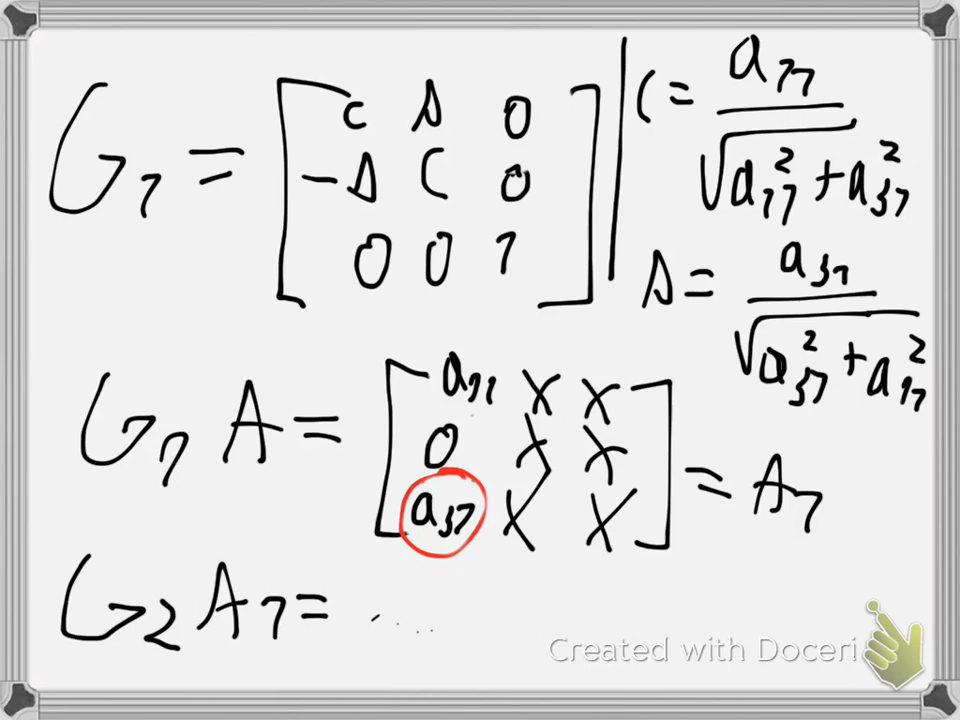 G₁ = [ c s 0 | c = a₁₁ / √(a₁₁² + a₃₁²)
-s c 0
0 0 1 ] | s = a₃₁ / √(a₃₁² + a₁₁²)
G₁ A = [ a₁₁ x x
0 x x
a₃₁ x x ] = A₁
G₂ A₁ = .....
Created with Doceri